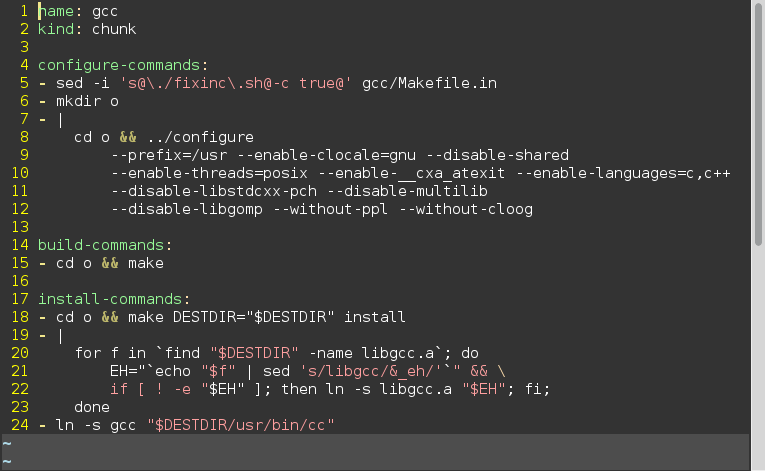 1 name: gcc
2 kind: chunk
3
4 configure-commands:
5 - sed -i 's@\./fixinc\.sh@-c true@' gcc/Makefile.in
6 - mkdir o
7 - |
8     cd o && ../configure
9         --prefix=/usr --enable-clocale=gnu --disable-shared
10         --enable-threads=posix --enable-__cxa_atexit --enable-languages=c,c++
11         --disable-libstdcxx-pch --disable-multilib
12         --disable-libgomp --without-ppl --without-cloog
13
14 build-commands:
15 - cd o && make
16
17 install-commands:
18 - cd o && make DESTDIR="$DESTDIR" install
19 - |
20     for f in `find "$DESTDIR" -name libgcc.a`; do
21         EH="`echo "$f" | sed 's/libgcc/&_eh/'`" && \
22         if [ ! -e "$EH" ]; then ln -s libgcc.a "$EH"; fi;
23     done
24 - ln -s gcc "$DESTDIR/usr/bin/cc"
~
~